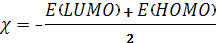 χ = - E(LUMO) + E(HOMO) / 2